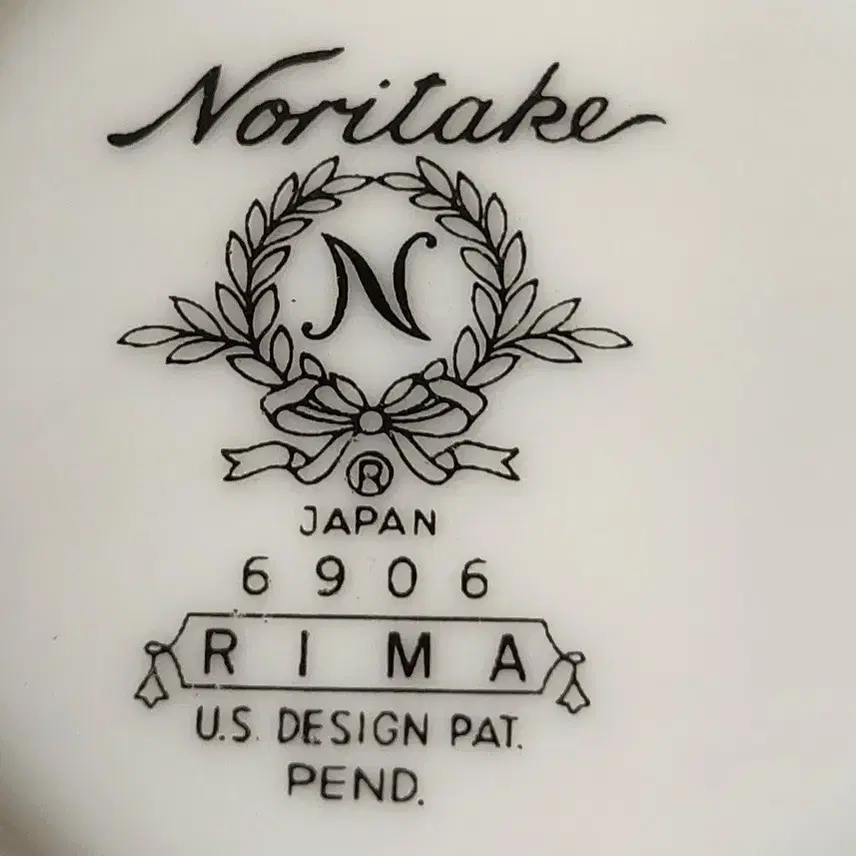 Noritake
N
®
JAPAN
6906
RIMA
U.S. DESIGN PAT.
PEND.